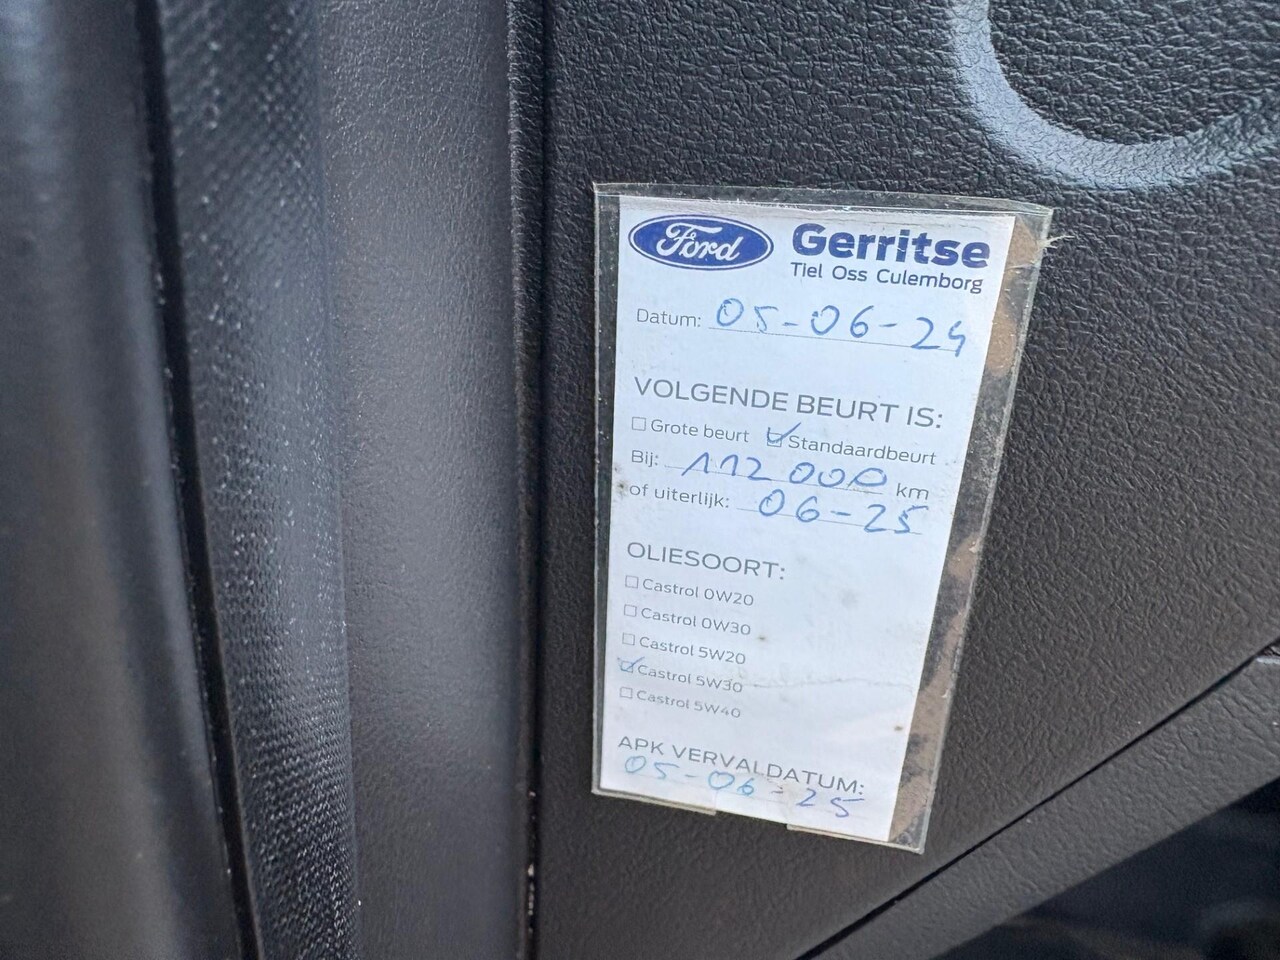 Ford Gerritse
Tiel Oss Culemborg
Datum: 05-06-24
VOLGENDE BEURT IS:
☐ Grote beurt ☑ Standaardbeurt
Bij: 112 000 km
of uiterlijk: 06-25
OLIESOORT:
☐ Castrol 0W20
☐ Castrol 0W30
☐ Castrol 5W20
☑ Castrol 5W30
☐ Castrol 5W40
APK VERVALDATUM:
05-06-25